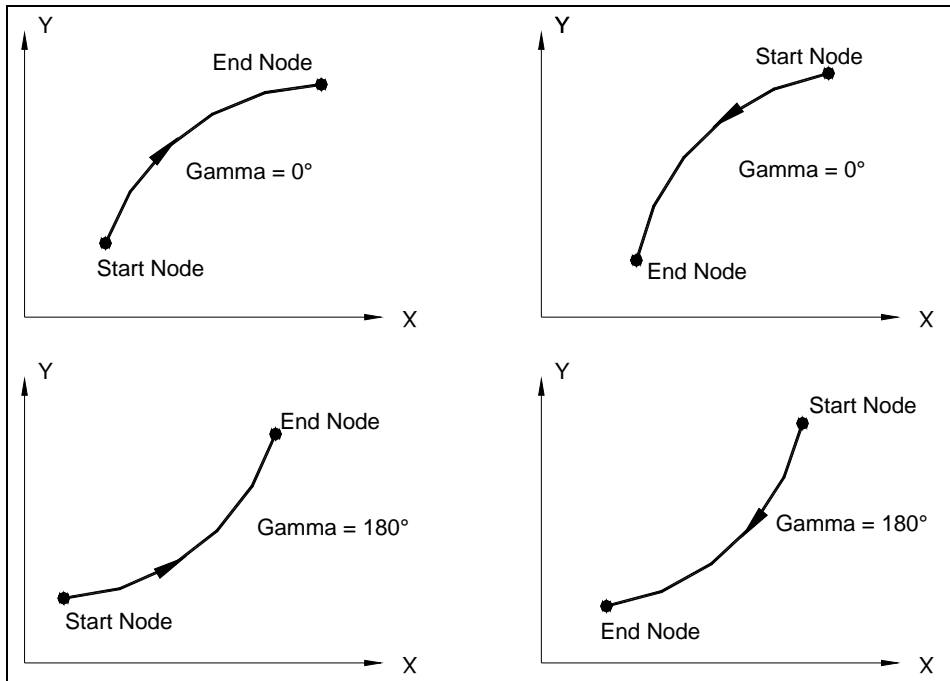 Y
End Node
Gamma = 0°
Start Node
X
Y
Start Node
Gamma = 0°
End Node
X
Y
End Node
Gamma = 180°
Start Node
X
Y
Start Node
Gamma = 180°
End Node
X